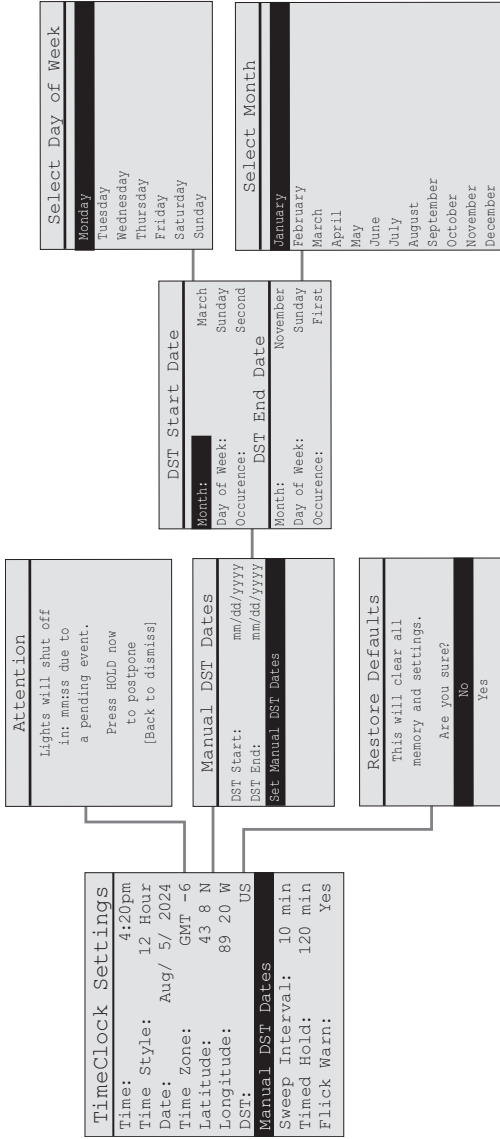 TimeClock Settings
Time: 4:20pm
Time Style: 12 Hour
Date: Aug/ 5/ 2024
Time Zone: GMT -6
Latitude: 43 8 N
Longitude: 89 20 W
DST: US
Manual DST Dates
Sweep Interval: 10 min
Timed Hold: 120 min
Flick Warn: Yes
Attention
Lights will shut off
in: mm:ss due to
a pending event.
Press HOLD now
to postpone
[Back to dismiss]
Manual DST Dates
DST Start: mm/dd/yyyy
DST End: mm/dd/yyyy
Set Manual DST Dates
Restore Defaults
This will clear all
memory and settings.
Are you sure?
No
Yes
DST Start Date
Month: March
Day of Week: Sunday
Occurence: Second
DST End Date
Month: November
Day of Week: Sunday
Occurence: First
Select Day of Week
Monday
Tuesday
Wednesday
Thursday
Friday
Saturday
Sunday
Select Month
January
February
March
April
May
June
July
August
September
October
November
December